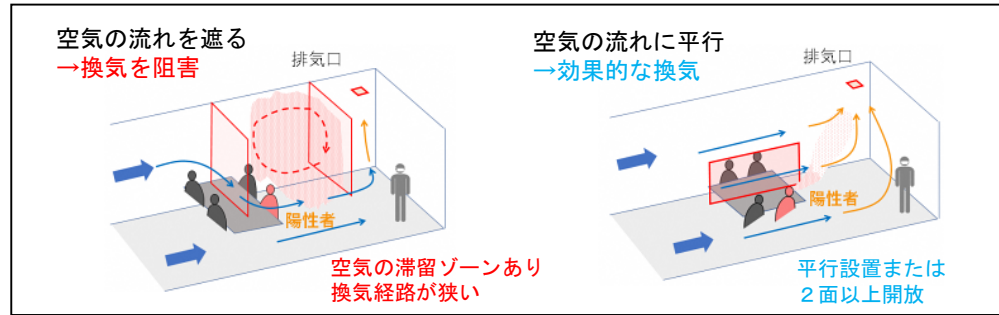 空気の流れを遮る
→換気を阻害
排気口
陽性者
空気の滞留ゾーンあり
換気経路が狭い
空気の流れに平行
→効果的な換気
排気口
陽性者
平行設置または
２面以上開放